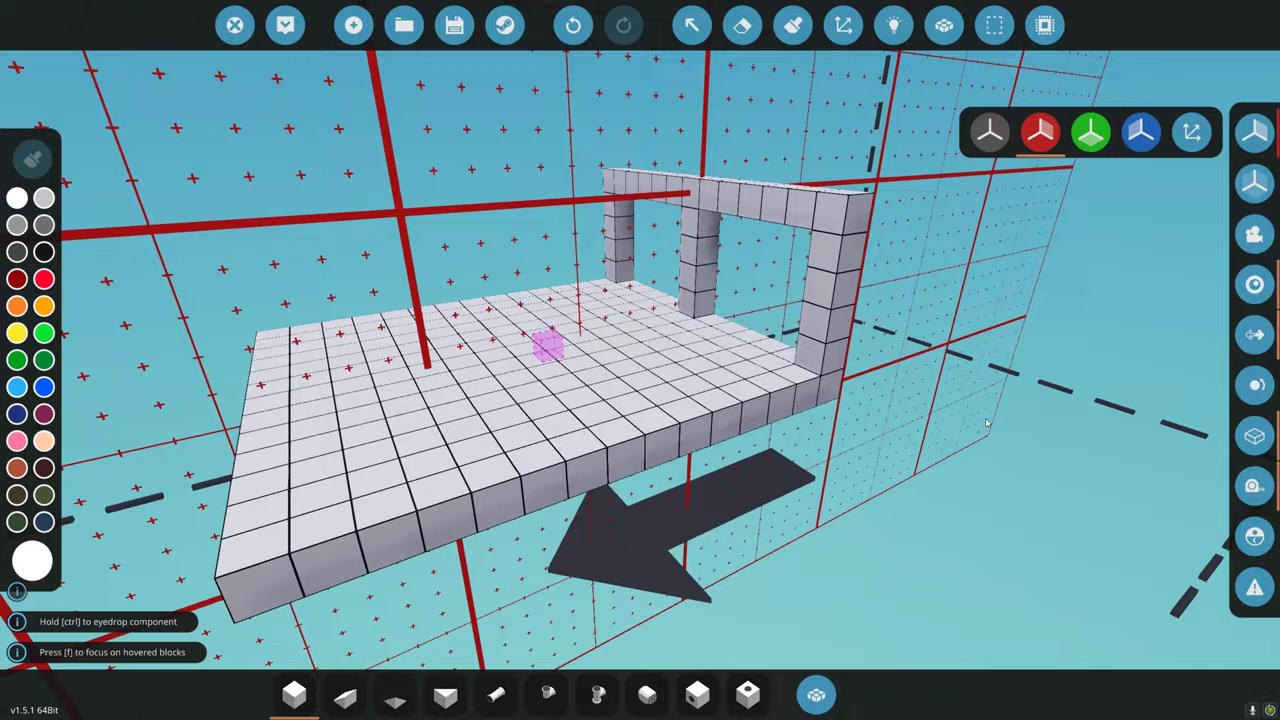 Hold [ctrl] to eyedrop component
Press [f] to focus on hovered blocks
v1.5.1 64Bit